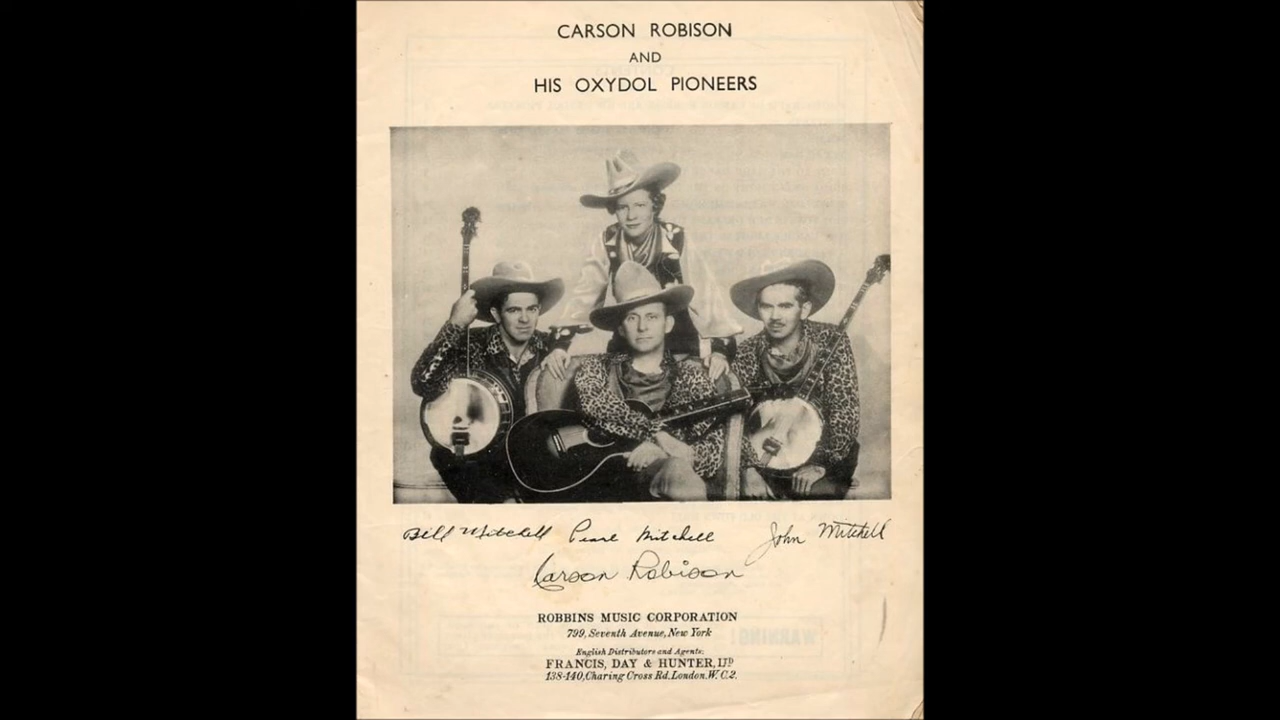 CARSON ROBISON
AND
HIS OXYDOL PIONEERS
Bill Mitchell Pearl Mitchell John Mitchell
Carson Robison
ROBBINS MUSIC CORPORATION
799, Seventh Avenue, New York
English Distributors and Agents:
FRANCIS, DAY & HUNTER, LTD
138-140, Charing Cross Rd. London. W.C.2.
WARNING!